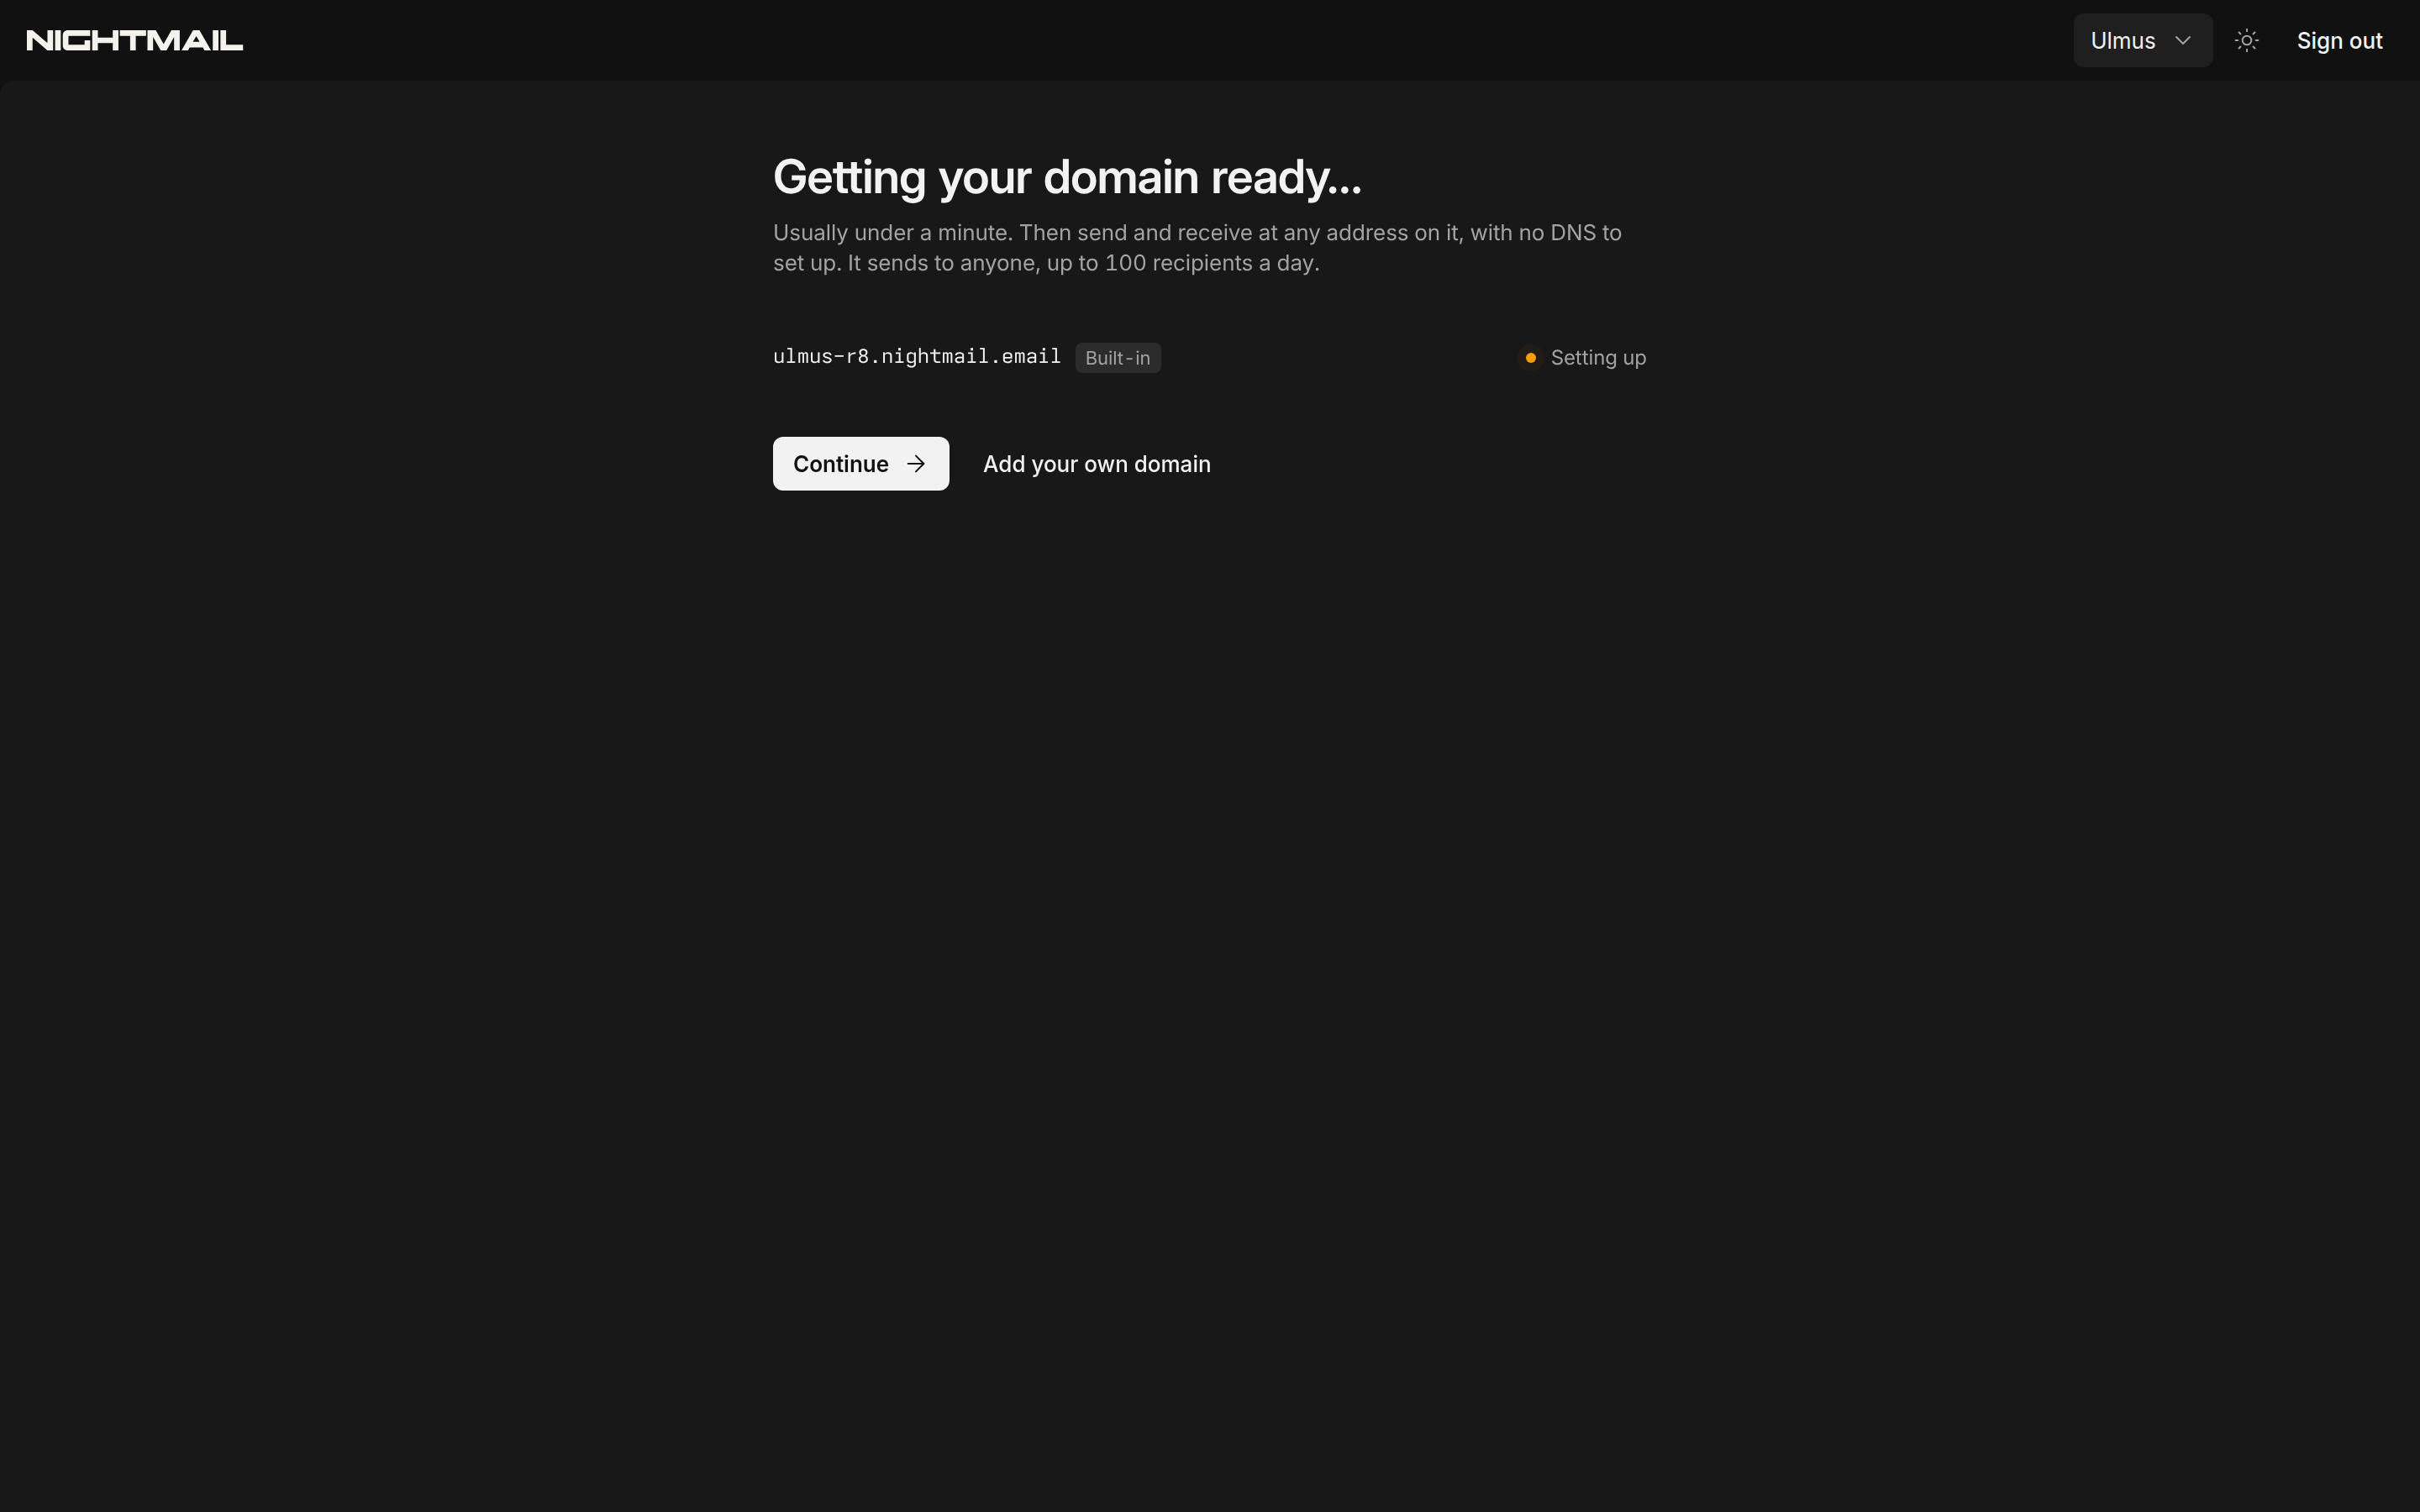 NIGHTMAIL
Ulmus
Sign out
Getting your domain ready...
Usually under a minute. Then send and receive at any address on it, with no DNS to
set up. It sends to anyone, up to 100 recipients a day.
ulmus-r8.nightmail.email Built-in
Setting up
Continue
Add your own domain